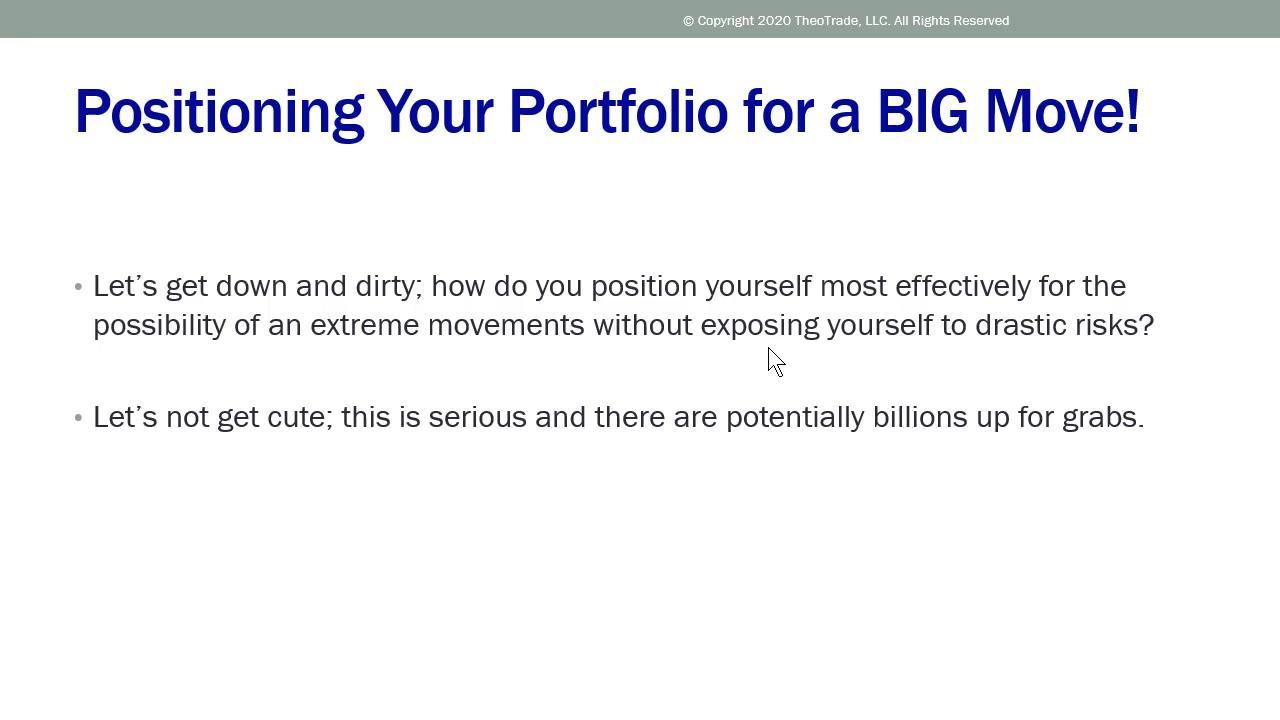 © Copyright 2020 TheoTrade, LLC. All Rights Reserved
Positioning Your Portfolio for a BIG Move!
• Let’s get down and dirty; how do you position yourself most effectively for the
possibility of an extreme movements without exposing yourself to drastic risks?
• Let’s not get cute; this is serious and there are potentially billions up for grabs.